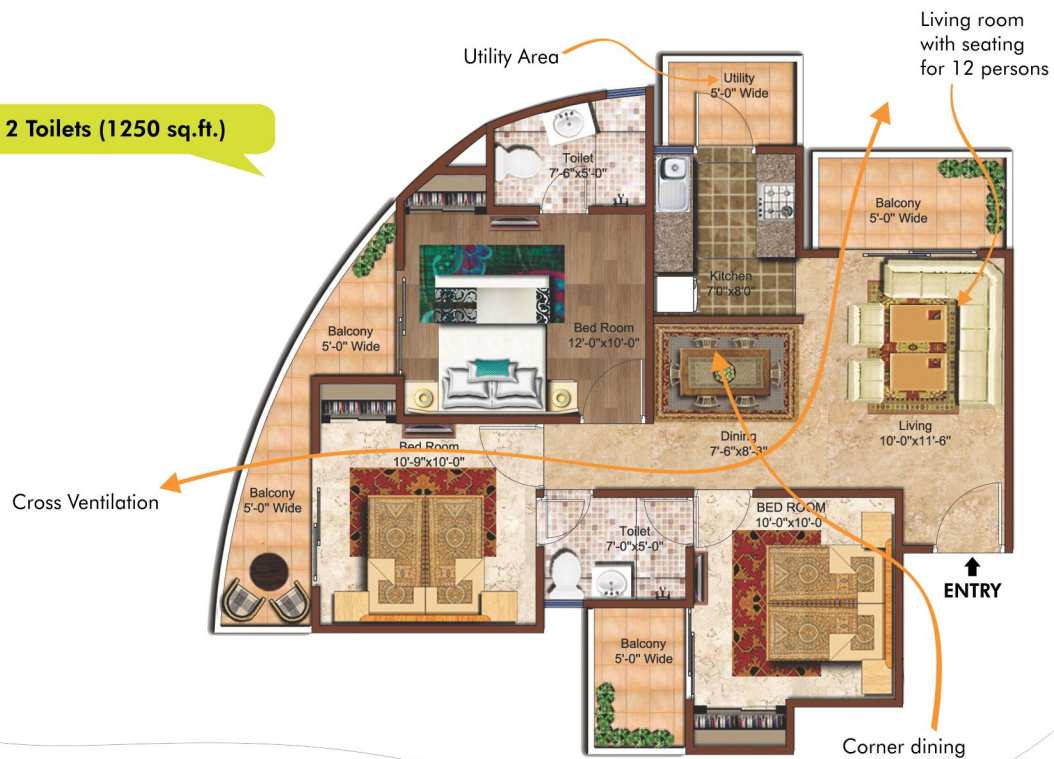 Living room
with seating
for 12 persons
Utility Area
Utility
5'-0" Wide
2 Toilets (1250 sq.ft.)
Toilet
7'-6"x5'-0"
Balcony
5'-0" Wide
Kitchen
7'0"x8'0"
Balcony
5'-0" Wide
Bed Room
12'-0"x10'-0"
Living
10'-0"x11'-6"
Dining
7'-6"x8'-3"
Bed Room
10'-9"x10'-0"
Cross Ventilation
Balcony
5'-0" Wide
BED ROOM
10'-0"x10'-0
Toilet
7'-0"x5'-0"
ENTRY
Balcony
5'-0" Wide
Corner dining